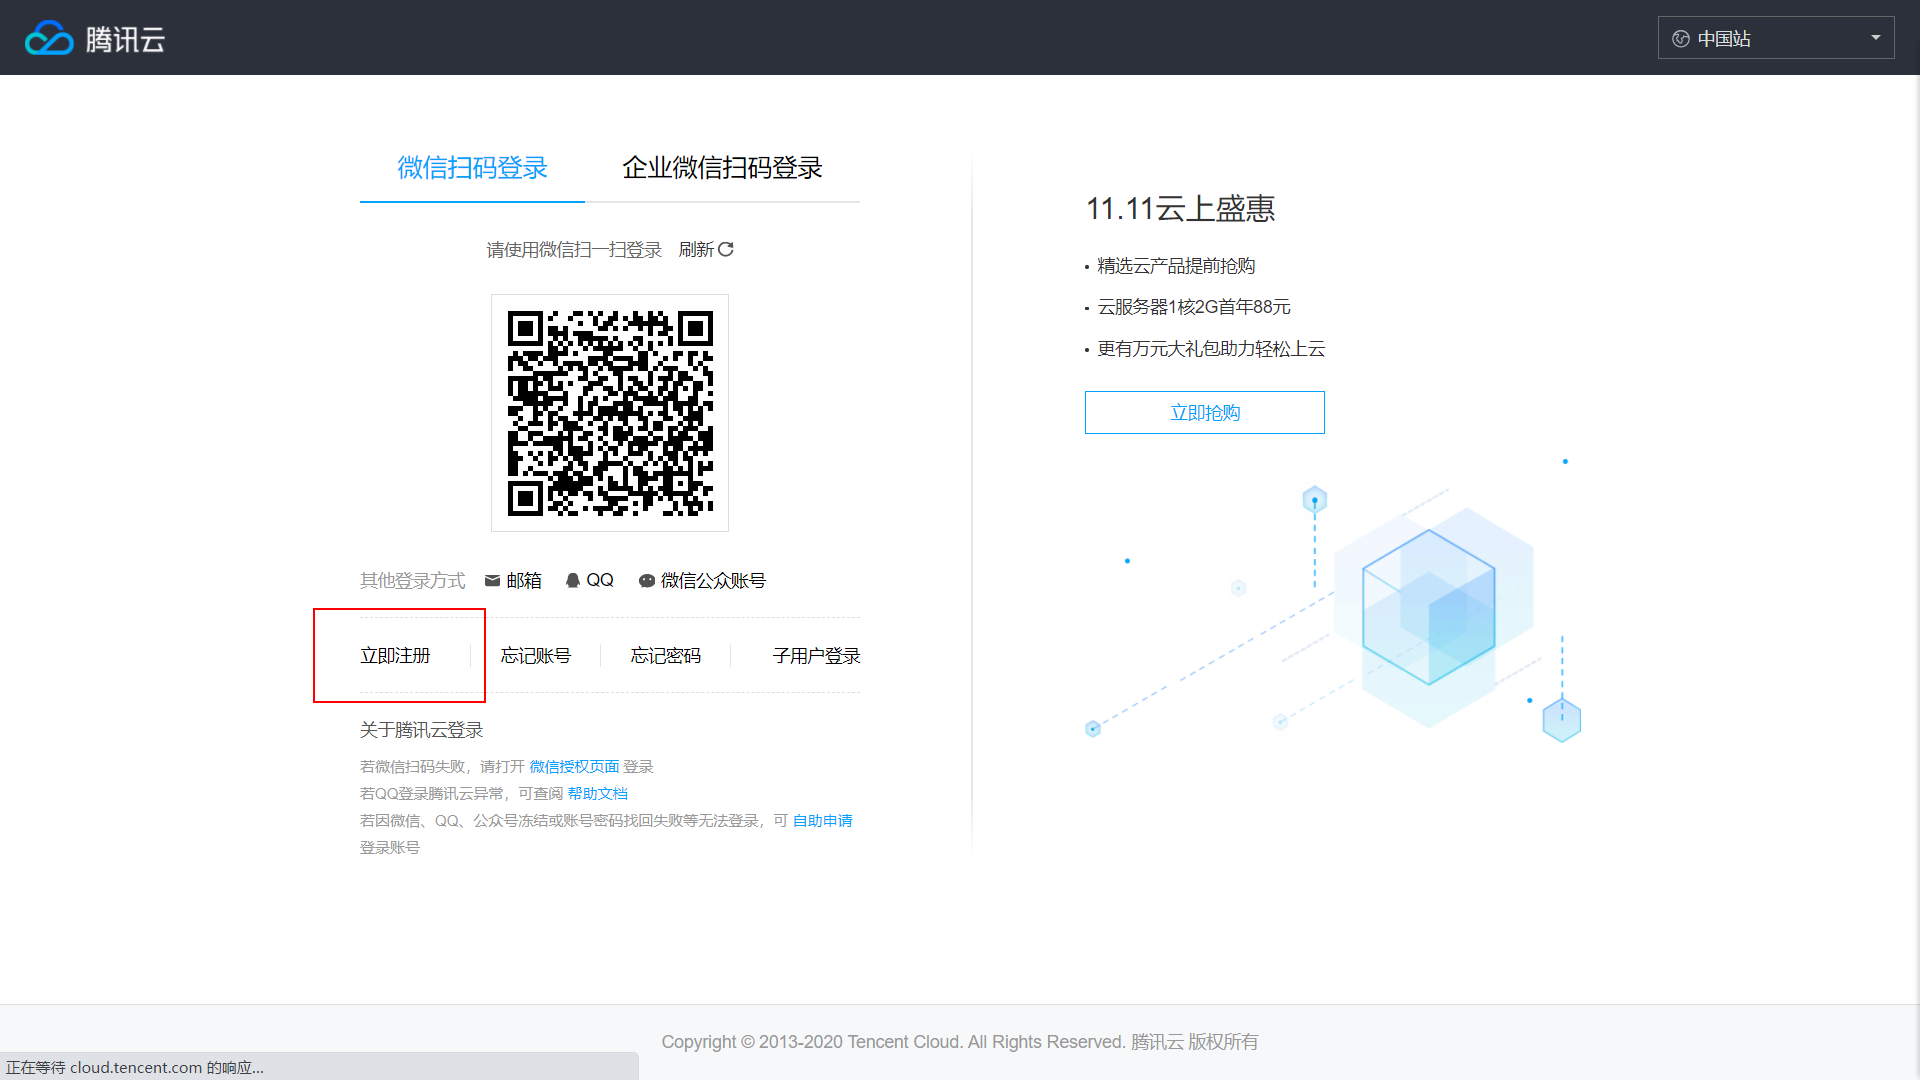 腾讯云
中国站
微信扫码登录 企业微信扫码登录
请使用微信扫一扫登录 刷新
其他登录方式 邮箱 QQ 微信公众账号
立即注册 忘记账号 忘记密码 子用户登录
关于腾讯云登录
若微信扫码失败，请打开 微信授权页面 登录
若QQ登录腾讯云异常，可查阅 帮助文档
若因微信、QQ、公众号冻结或账号密码找回失败等无法登录，可 自助申请
登录账号
11.11云上盛惠
· 精选云产品提前抢购
· 云服务器1核2G首年88元
· 更有万元大礼包助力轻松上云
立即抢购
Copyright © 2013-2020 Tencent Cloud. All Rights Reserved. 腾讯云 版权所有
正在等待 cloud.tencent.com 的响应...